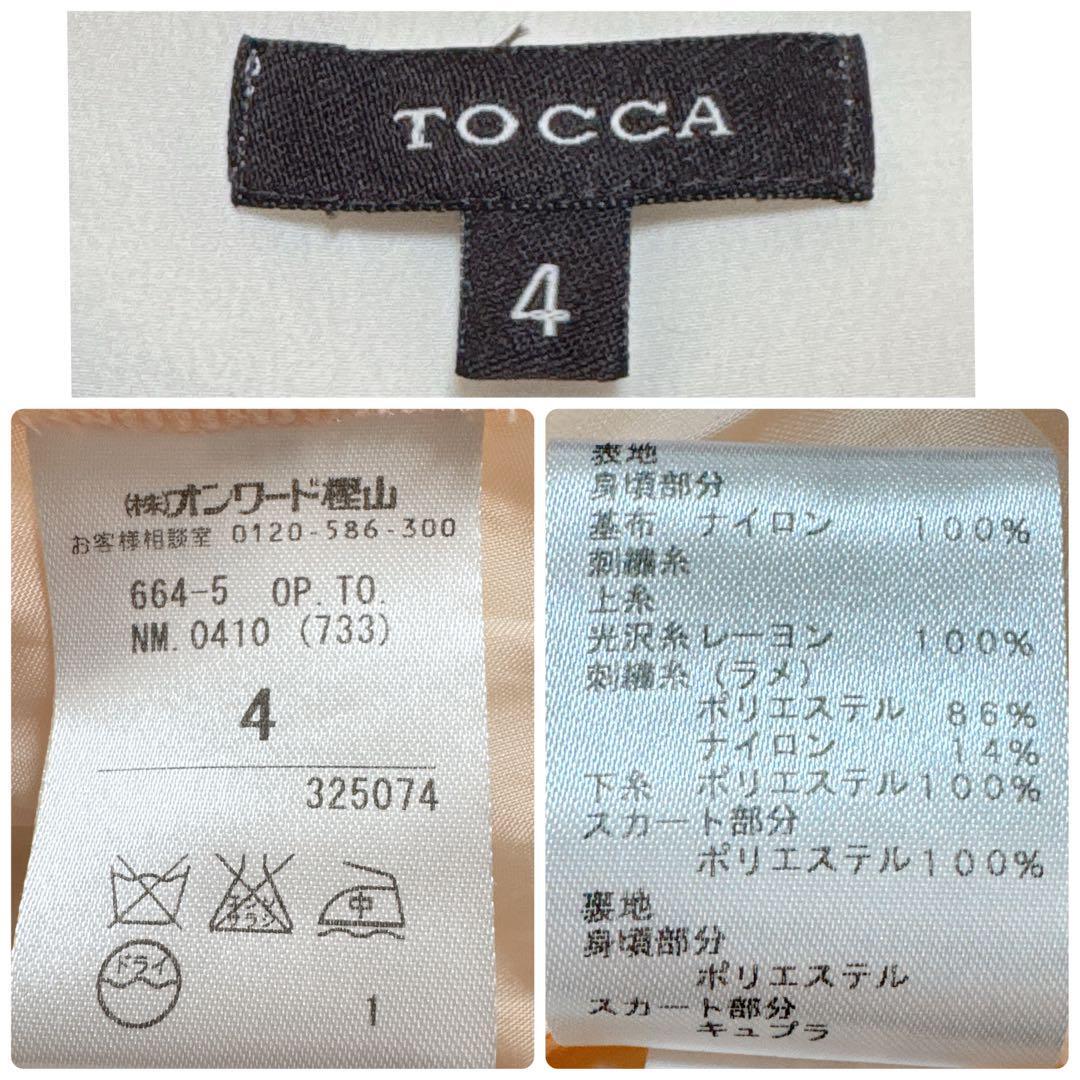 TOCCA
4
(株)オンワード樫山
お客様相談室 0120-586-300
664-5 OP.TO.
NM.0410 (733)
4
325074
エンソサラシ
中
ドライ
1
表地
身頃部分
基布 ナイロン 100%
刺繍糸
上糸
光沢糸レーヨン 100%
刺繍糸(ラメ)
ポリエステル 86%
ナイロン 14%
下糸 ポリエステル100%
スカート部分
ポリエステル100%
裏地
身頃部分
ポリエステル
スカート部分
キュプラ